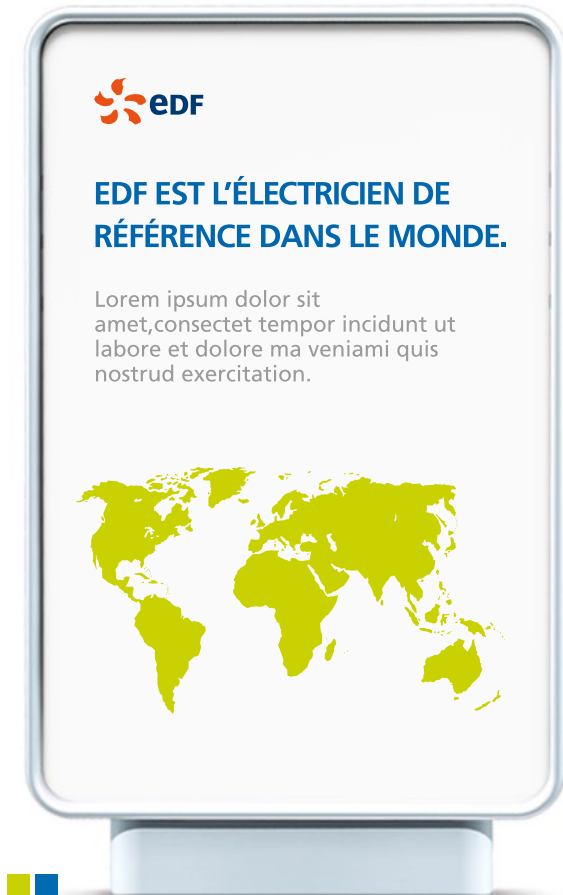 eDF
EDF EST L’ÉLECTRICIEN DE
RÉFÉRENCE DANS LE MONDE.
Lorem ipsum dolor sit
amet,consectet tempor incidunt ut
labore et dolore ma veniami quis
nostrud exercitation.